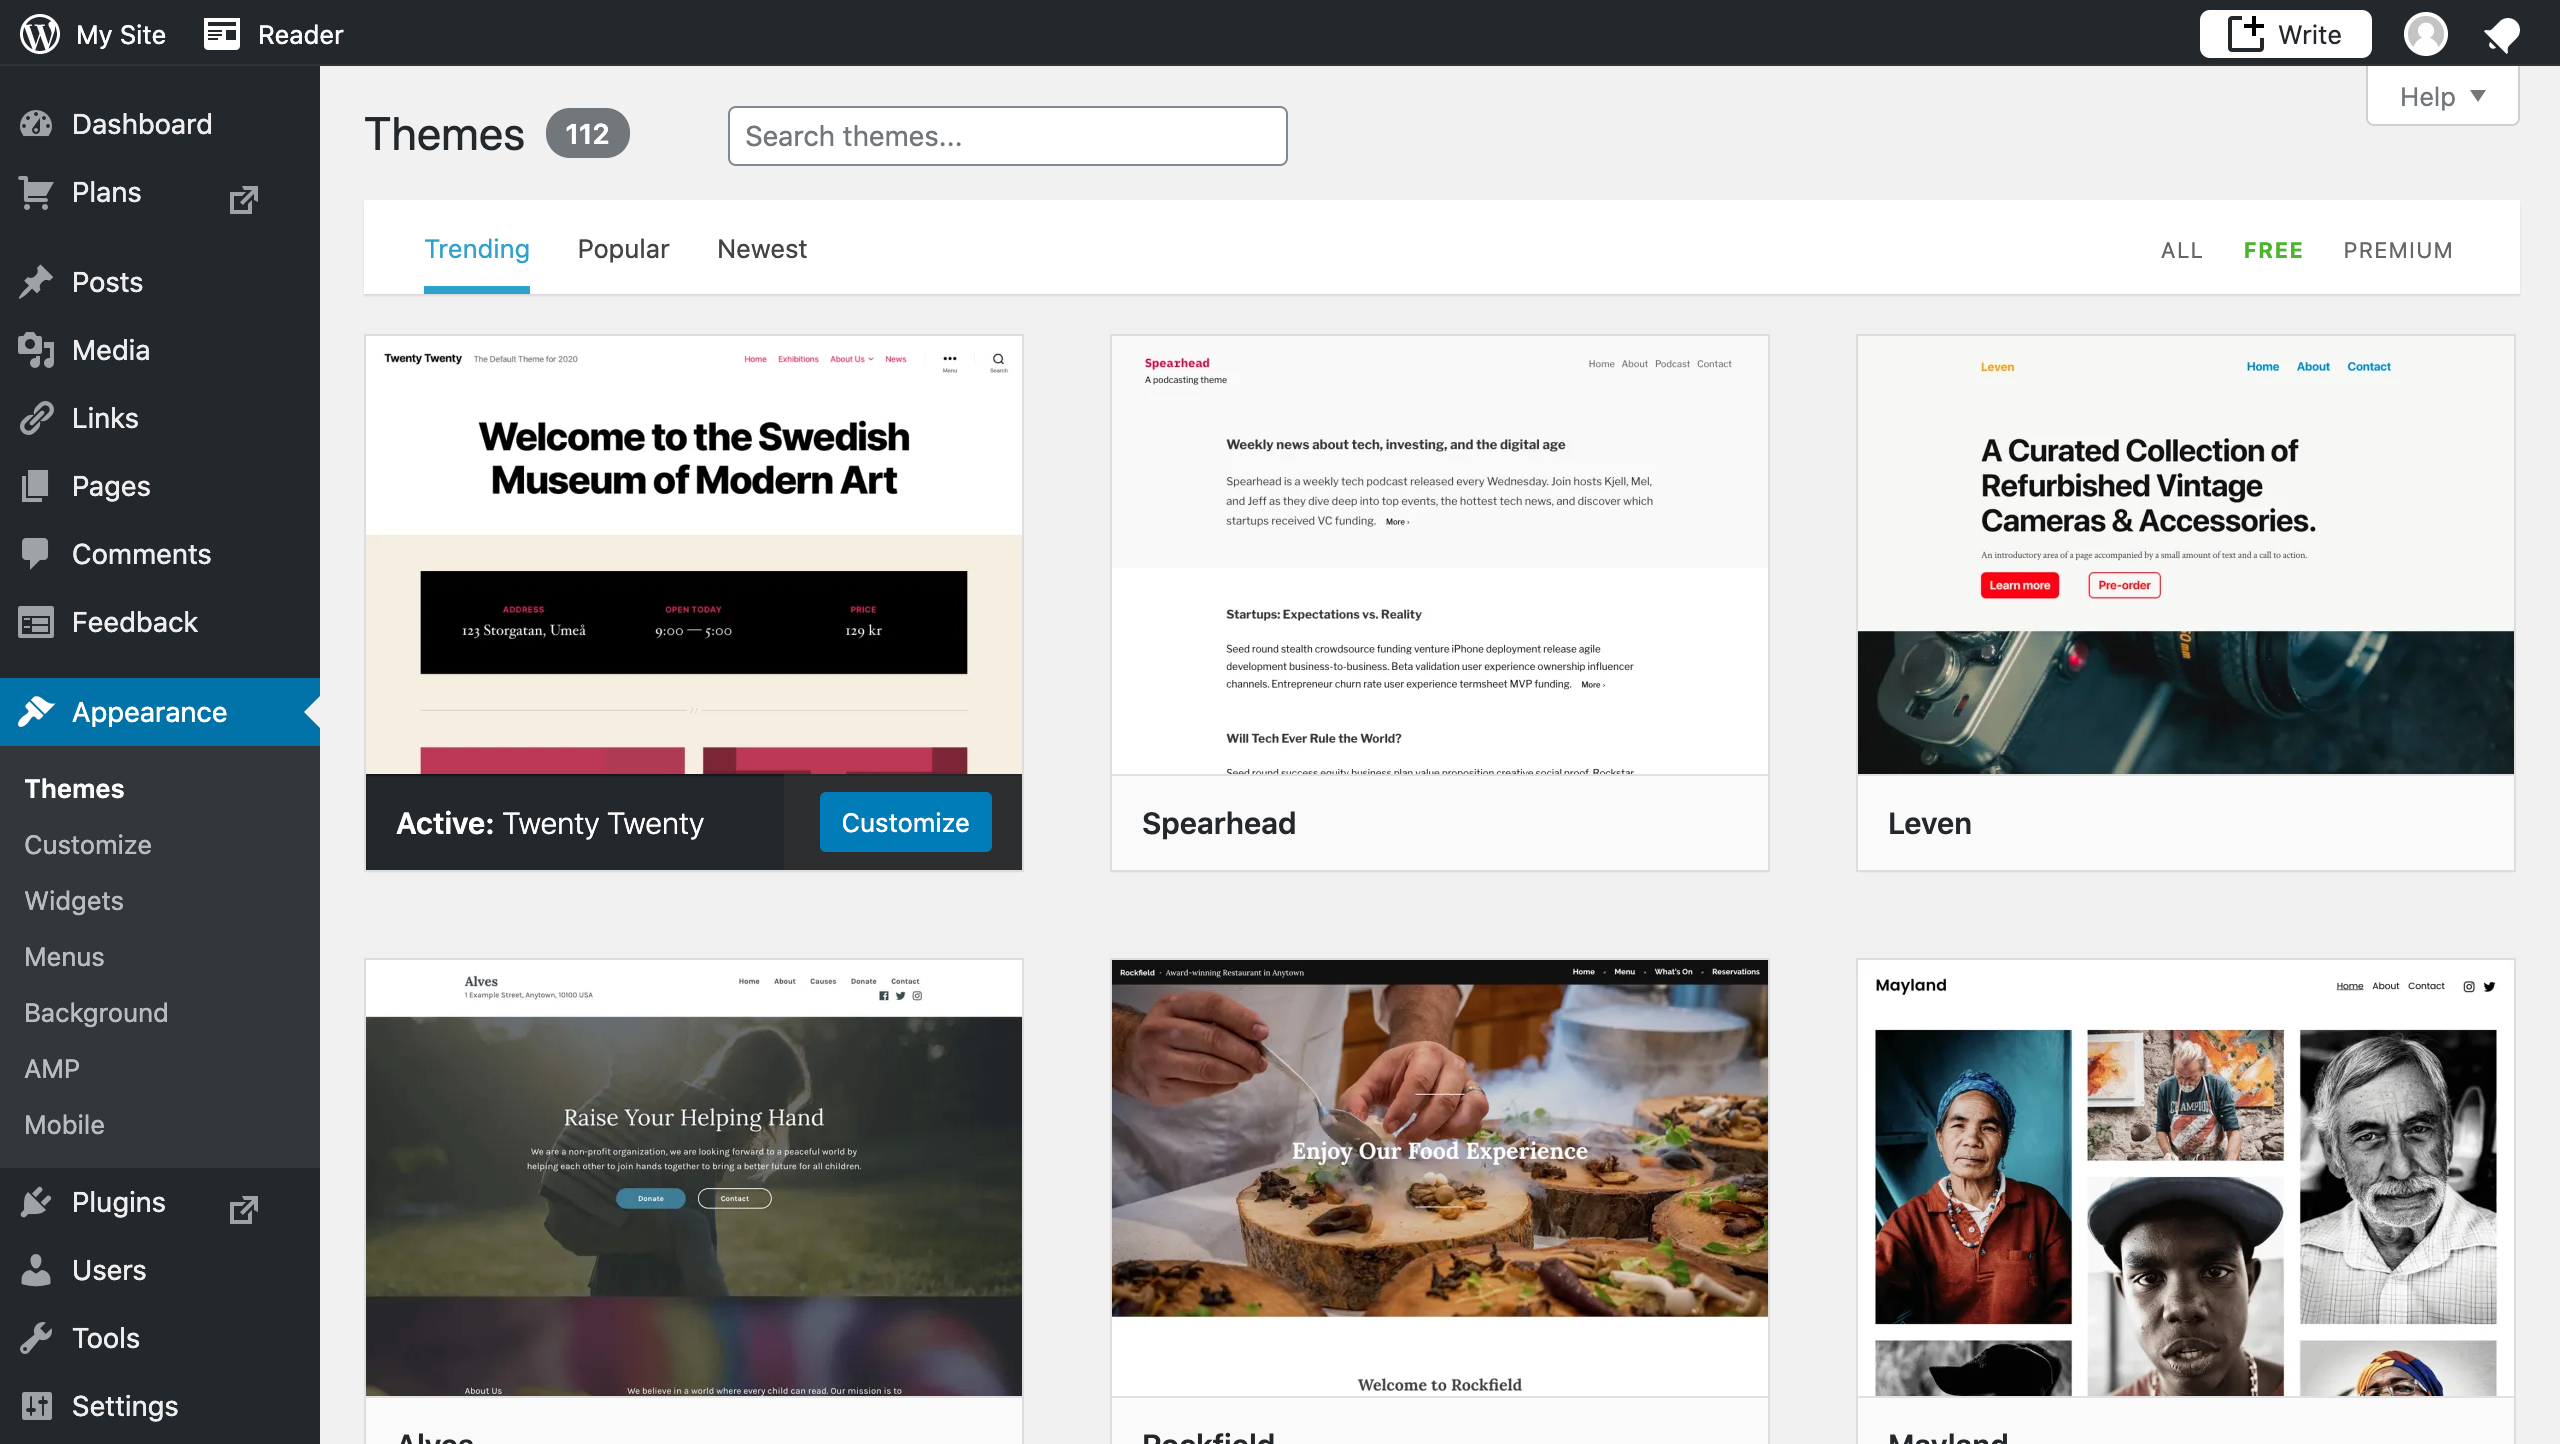 My Site
Reader
Write
Help
Dashboard
Plans
Posts
Media
Links
Pages
Comments
Feedback
Appearance
Themes
Customize
Widgets
Menus
Background
AMP
Mobile
Plugins
Users
Tools
Settings
Themes 112
Search themes...
Trending Popular Newest
ALL FREE PREMIUM
Twenty Twenty The Default Theme for 2020
Home Exhibitions About Us News
Menu
Search
Welcome to the Swedish
Museum of Modern Art
ADDRESS OPEN TODAY PRICE
123 Storgatan, Umeå 9:00 — 5:00 129 kr
Active: Twenty Twenty
Customize
Spearhead
A podcasting theme
Home About Podcast Contact
Weekly news about tech, investing, and the digital age
Spearhead is a weekly tech podcast released every Wednesday. Join hosts Kjell, Mel,
and Jeff as they dive deep into top events, the hottest tech news, and discover which
startups received VC funding. More ›
Startups: Expectations vs. Reality
Seed round stealth crowdsource funding venture iPhone deployment release agile
development business-to-business. Beta validation user experience ownership influencer
channels. Entrepreneur churn rate user experience termsheet MVP funding. More ›
Will Tech Ever Rule the World?
Seed round success equity business plan value proposition creative social proof. Rockstar
Spearhead
Leven
Home About Contact
A Curated Collection of
Refurbished Vintage
Cameras & Accessories.
An introductory area of a page accompanied by a small amount of text and a call to action.
Learn more
Pre-order
Leven
Alves
1 Example Street, Anytown, 10100 USA
Home About Causes Donate Contact
Raise Your Helping Hand
We are a non-profit organization, we are looking forward to a peaceful world by
helping each other to join hands together to bring a better future for all children.
Donate
Contact
About Us
We believe in a world where every child can read. Our mission is to
Alves
Rockfield - Award-winning Restaurant in Anytown
Home • Menu • What's On • Reservations
Enjoy Our Food Experience
Welcome to Rockfield
Rockfield
Mayland
Home About Contact
CHAMPION
Mayland